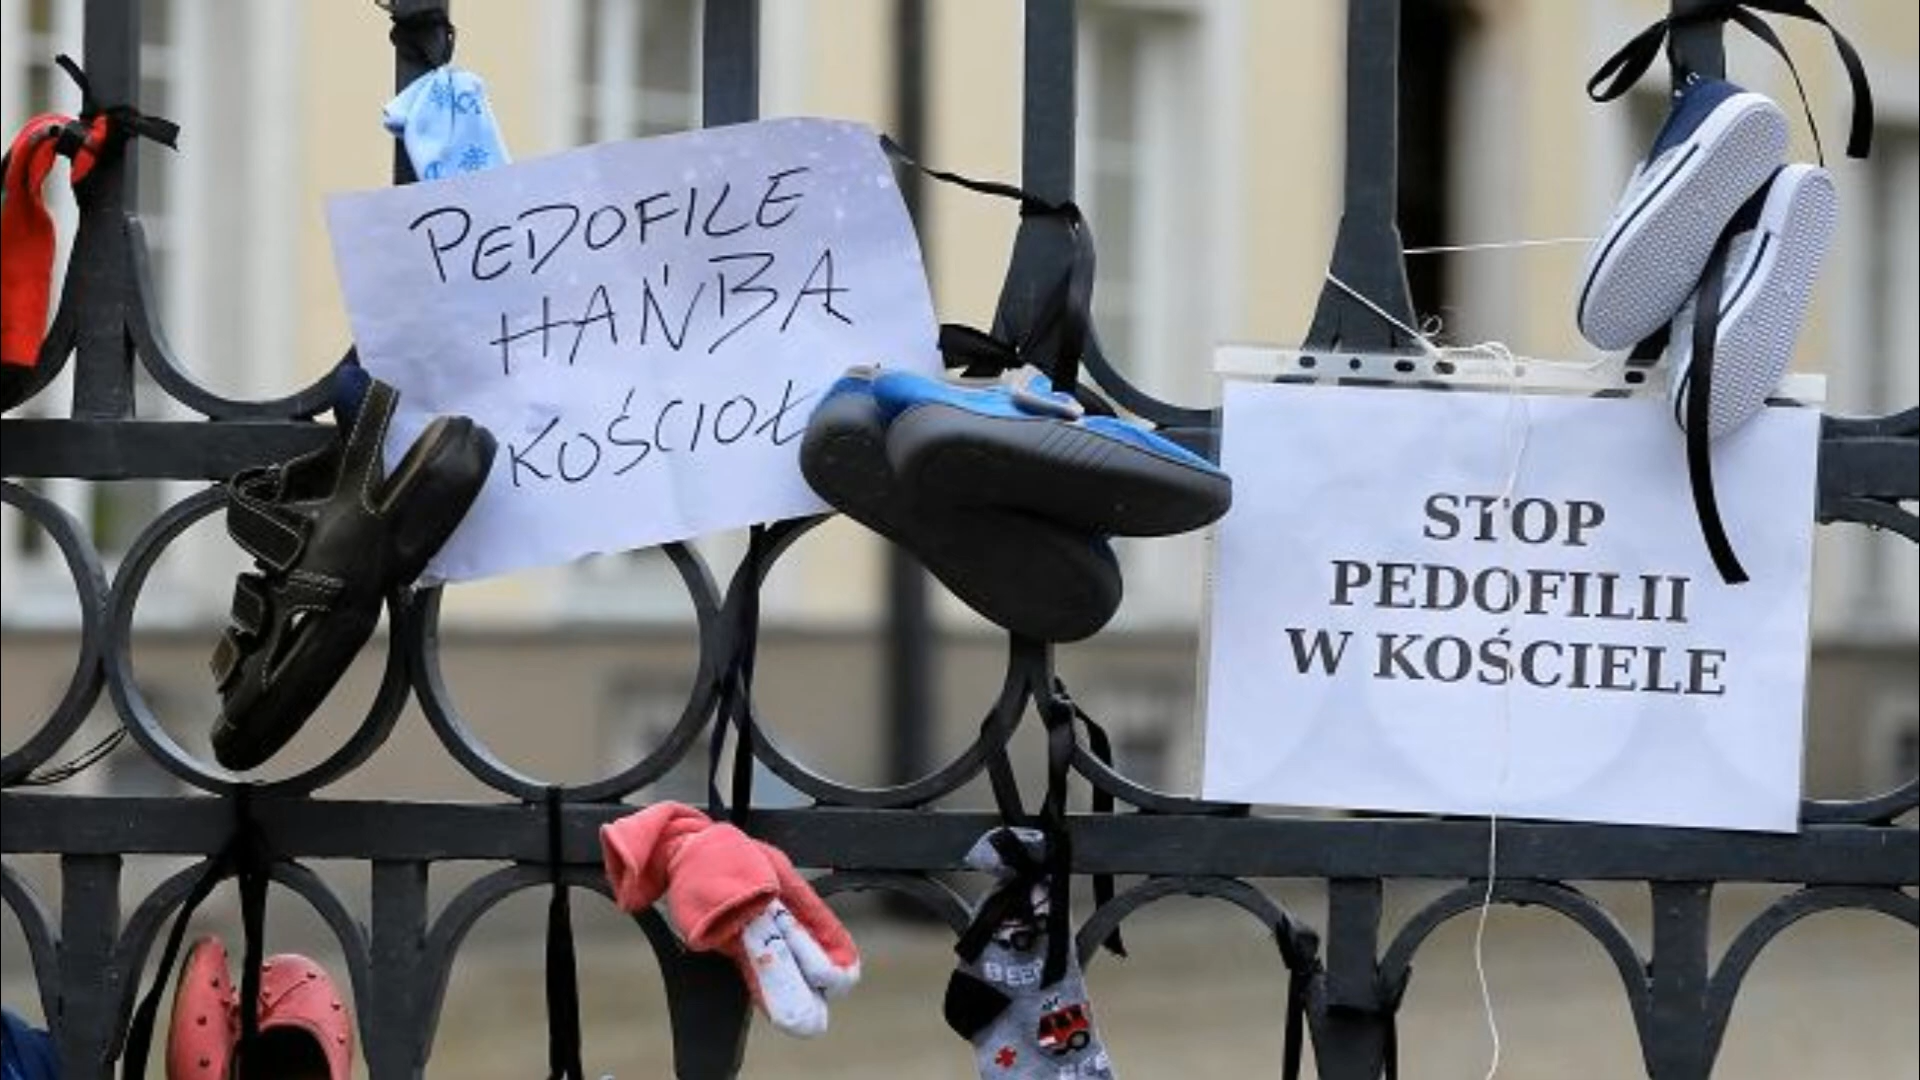 PEDOFILE
HAŃBA
KOŚCIOŁ
STOP
PEDOFILII
W KOŚCIELE